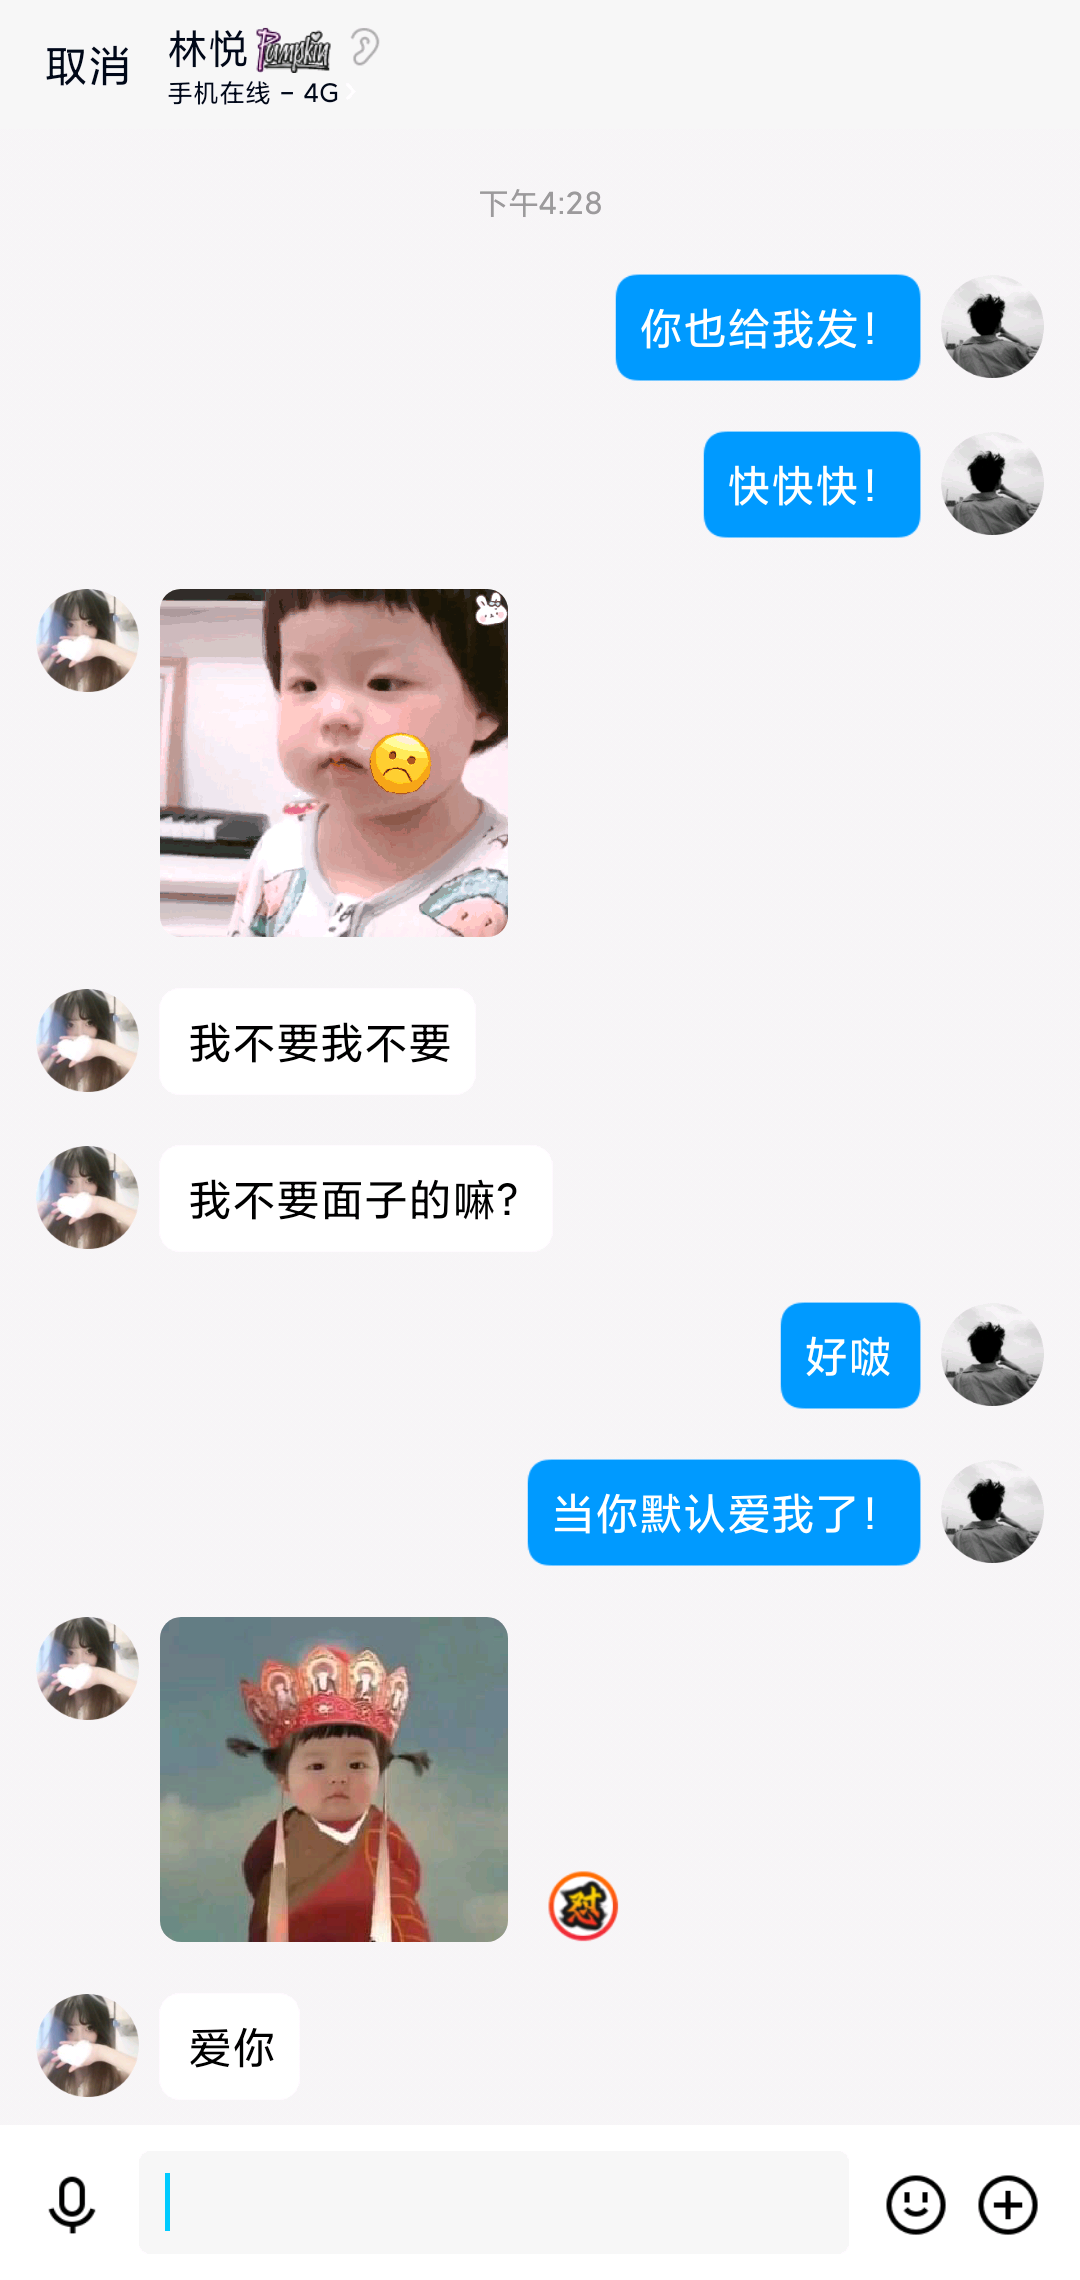 取消
林悦 Pumpkin
手机在线 - 4G
下午4:28
你也给我发!
快快快!
我不要我不要
我不要面子的嘛?
好啵
当你默认爱我了!
怼
爱你